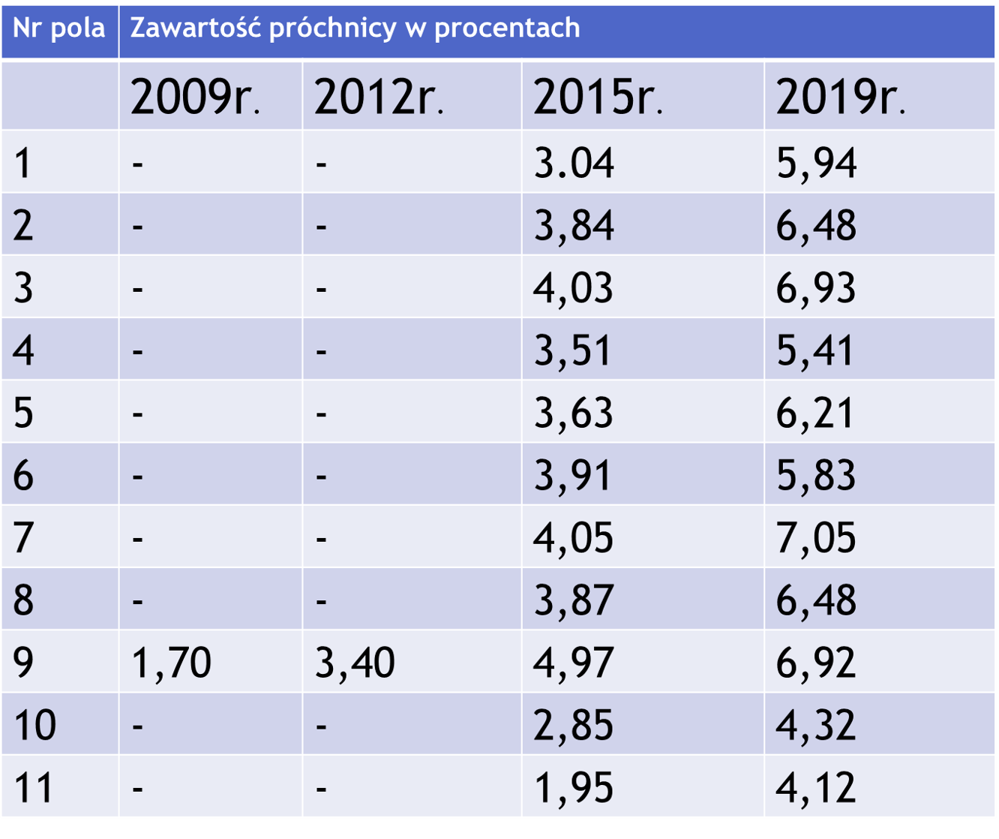 Nr pola Zawartość próchnicy w procentach
2009r. 2012r. 2015r. 2019r.
1 - - 3.04 5,94
2 - - 3,84 6,48
3 - - 4,03 6,93
4 - - 3,51 5,41
5 - - 3,63 6,21
6 - - 3,91 5,83
7 - - 4,05 7,05
8 - - 3,87 6,48
9 1,70 3,40 4,97 6,92
10 - - 2,85 4,32
11 - - 1,95 4,12